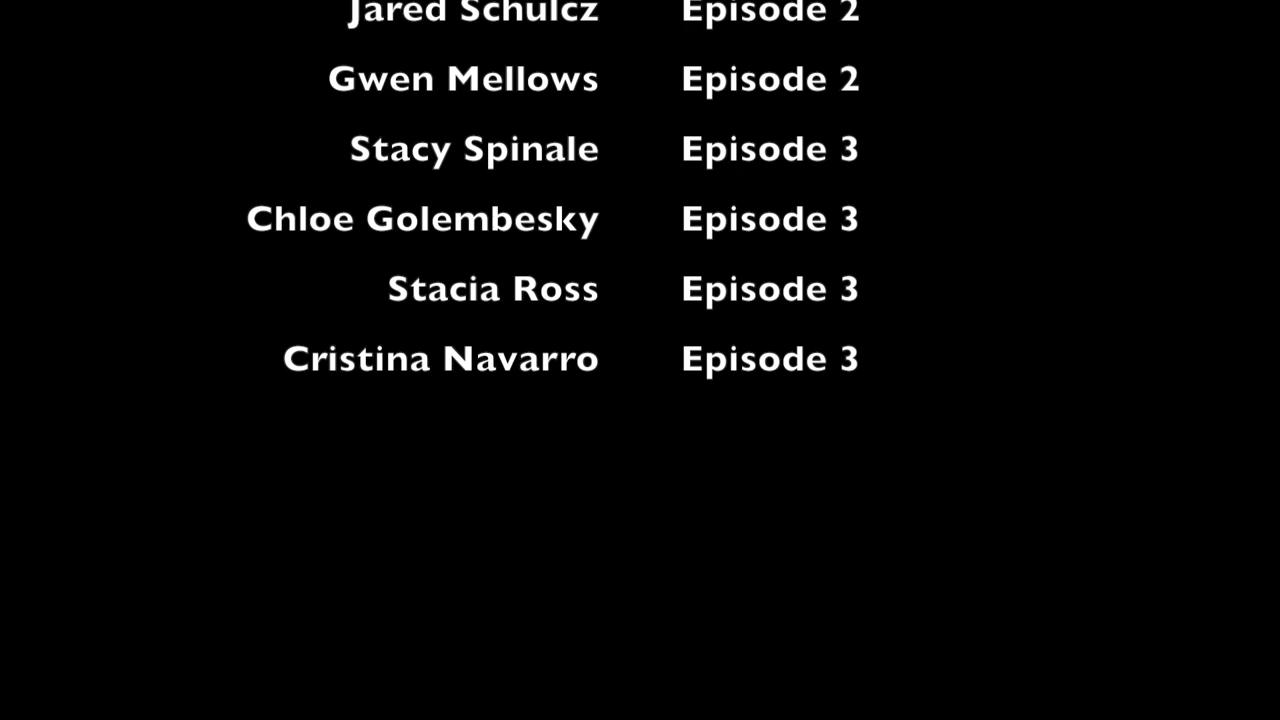 Jared Schulcz Episode 2
Gwen Mellows Episode 2
Stacy Spinale Episode 3
Chloe Golembesky Episode 3
Stacia Ross Episode 3
Cristina Navarro Episode 3